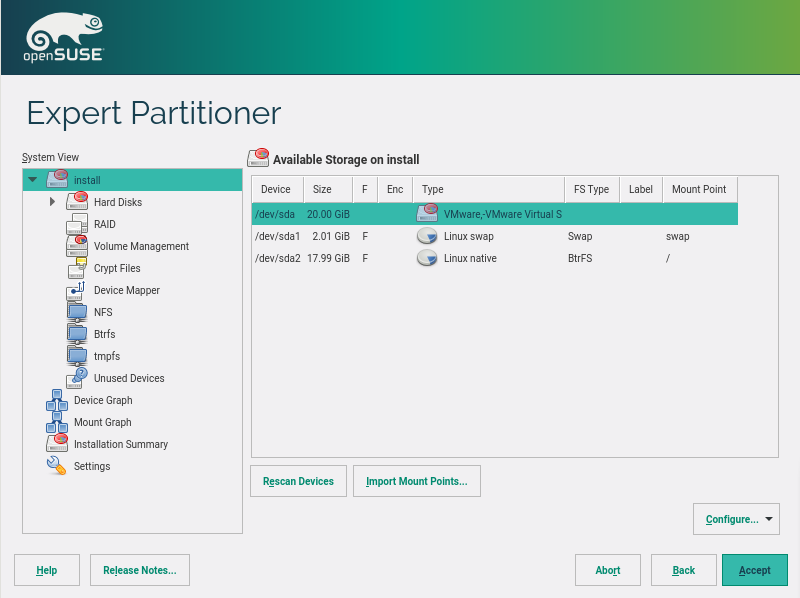 openSUSE
Expert Partitioner
System View
install
Hard Disks
RAID
Volume Management
Crypt Files
Device Mapper
NFS
Btrfs
tmpfs
Unused Devices
Device Graph
Mount Graph
Installation Summary
Settings
Available Storage on install
Device Size F Enc Type FS Type Label Mount Point
/dev/sda 20.00 GiB VMware,-VMware Virtual S
/dev/sda1 2.01 GiB F Linux swap Swap swap
/dev/sda2 17.99 GiB F Linux native BtrFS /
Rescan Devices Import Mount Points...
Configure...
Help Release Notes... Abort Back Accept